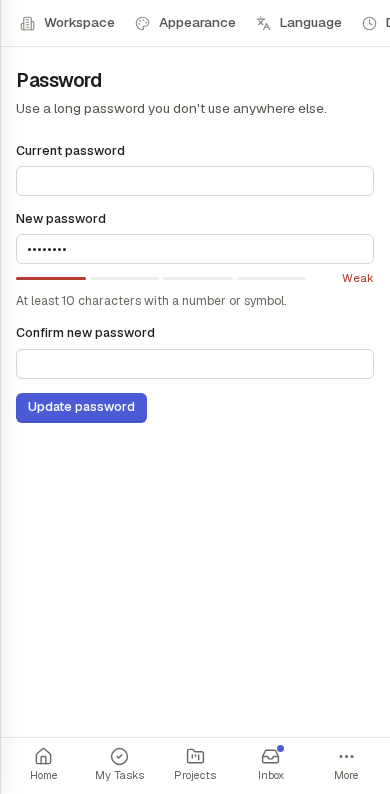 Workspace
Appearance
Language
Password
Use a long password you don't use anywhere else.
Current password
New password
••••••••
Weak
At least 10 characters with a number or symbol.
Confirm new password
Update password
Home
My Tasks
Projects
Inbox
More